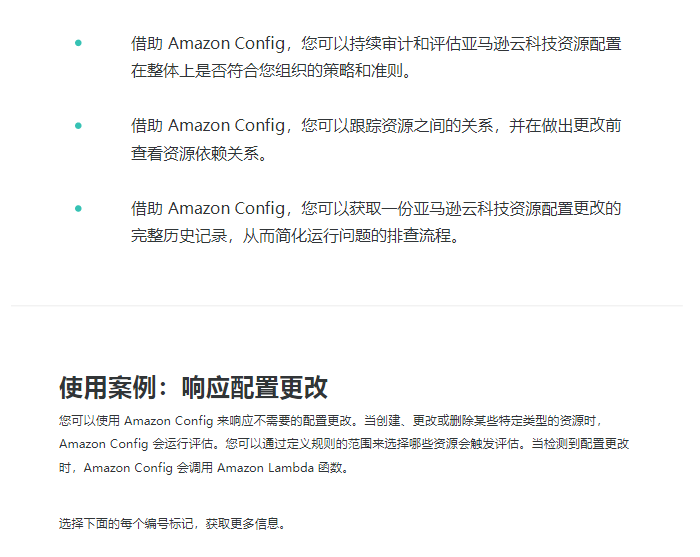 借助 Amazon Config，您可以持续审计和评估亚马逊云科技资源配置
在整体上是否符合您组织的策略和准则。
借助 Amazon Config，您可以跟踪资源之间的关系，并在做出更改前
查看资源依赖关系。
借助 Amazon Config，您可以获取一份亚马逊云科技资源配置更改的
完整历史记录，从而简化运行问题的排查流程。
使用案例：响应配置更改
您可以使用 Amazon Config 来响应不需要的配置更改。当创建、更改或删除某些特定类型的资源时，
Amazon Config 会运行评估。您可以通过定义规则的范围来选择哪些资源会触发评估。当检测到配置更改
时，Amazon Config 会调用 Amazon Lambda 函数。
选择下面的每个编号标记，获取更多信息。